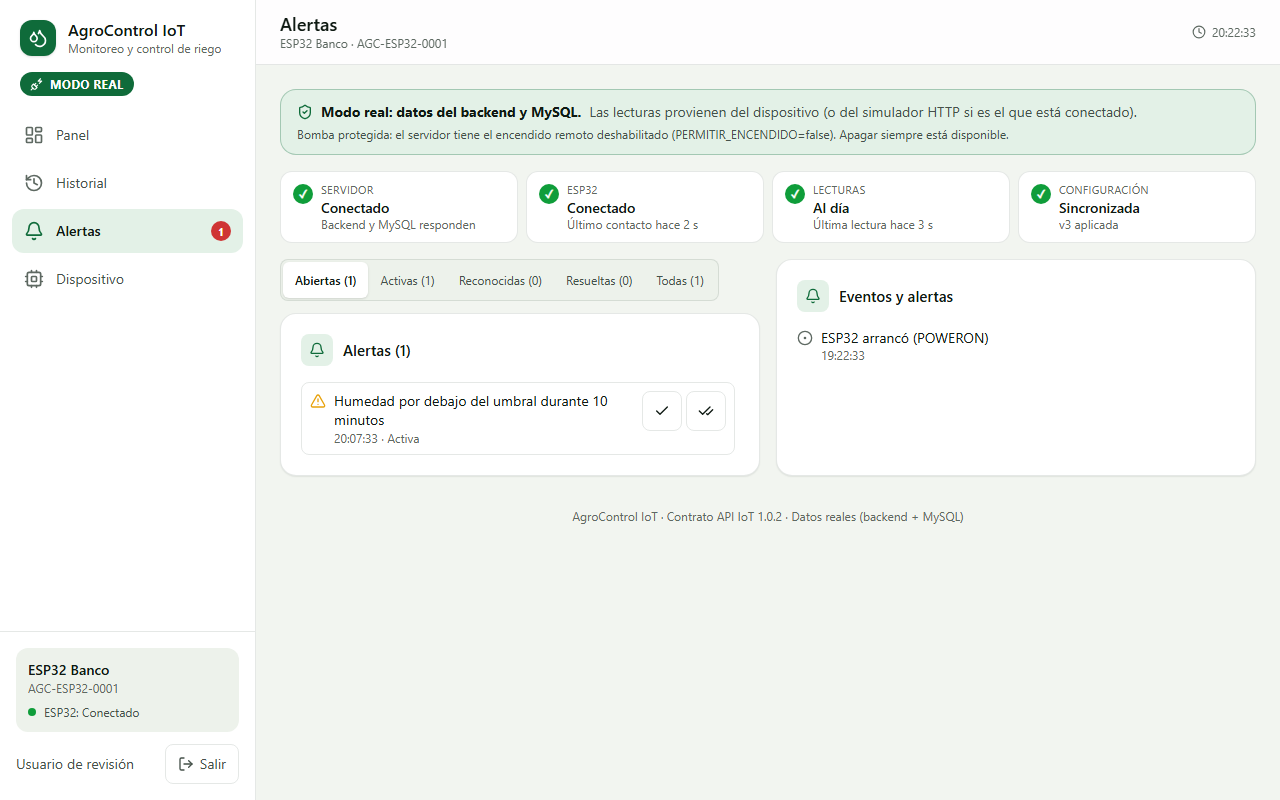 AgroControl IoT
Monitoreo y control de riego
MODO REAL
Panel
Historial
Alertas
1
Dispositivo
ESP32 Banco
AGC-ESP32-0001
ESP32: Conectado
Usuario de revisión
Salir
Alertas
ESP32 Banco · AGC-ESP32-0001
20:22:33
Modo real: datos del backend y MySQL. Las lecturas provienen del dispositivo (o del simulador HTTP si es el que está conectado).
Bomba protegida: el servidor tiene el encendido remoto deshabilitado (PERMITIR_ENCENDIDO=false). Apagar siempre está disponible.
SERVIDOR
Conectado
Backend y MySQL responden
ESP32
Conectado
Último contacto hace 2 s
LECTURAS
Al día
Última lectura hace 3 s
CONFIGURACIÓN
Sincronizada
v3 aplicada
Abiertas (1)
Activas (1)
Reconocidas (0)
Resueltas (0)
Todas (1)
Alertas (1)
Humedad por debajo del umbral durante 10
minutos
20:07:33 · Activa
Eventos y alertas
ESP32 arrancó (POWERON)
19:22:33
AgroControl IoT · Contrato API IoT 1.0.2 · Datos reales (backend + MySQL)